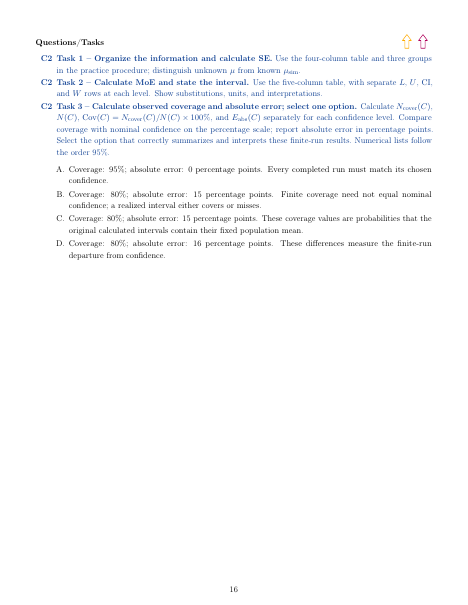 Questions/Tasks
C2 Task 1 – Organize the information and calculate SE. Use the four-column table and three groups
in the practice procedure; distinguish unknown μ from known μsim.
C2 Task 2 – Calculate MoE and state the interval. Use the five-column table, with separate L, U, CI,
and W rows at each level. Show substitutions, units, and interpretations.
C2 Task 3 – Calculate observed coverage and absolute error; select one option. Calculate Ncover(C),
N(C), Cov(C) = Ncover(C)/N(C) × 100%, and Eabs(C) separately for each confidence level. Compare
coverage with nominal confidence on the percentage scale; report absolute error in percentage points.
Select the option that correctly summarizes and interprets these finite-run results. Numerical lists follow
the order 95%.
A. Coverage: 95%; absolute error: 0 percentage points. Every completed run must match its chosen
confidence.
B. Coverage: 80%; absolute error: 15 percentage points. Finite coverage need not equal nominal
confidence; a realized interval either covers or misses.
C. Coverage: 80%; absolute error: 15 percentage points. These coverage values are probabilities that the
original calculated intervals contain their fixed population mean.
D. Coverage: 80%; absolute error: 16 percentage points. These differences measure the finite-run
departure from confidence.
16